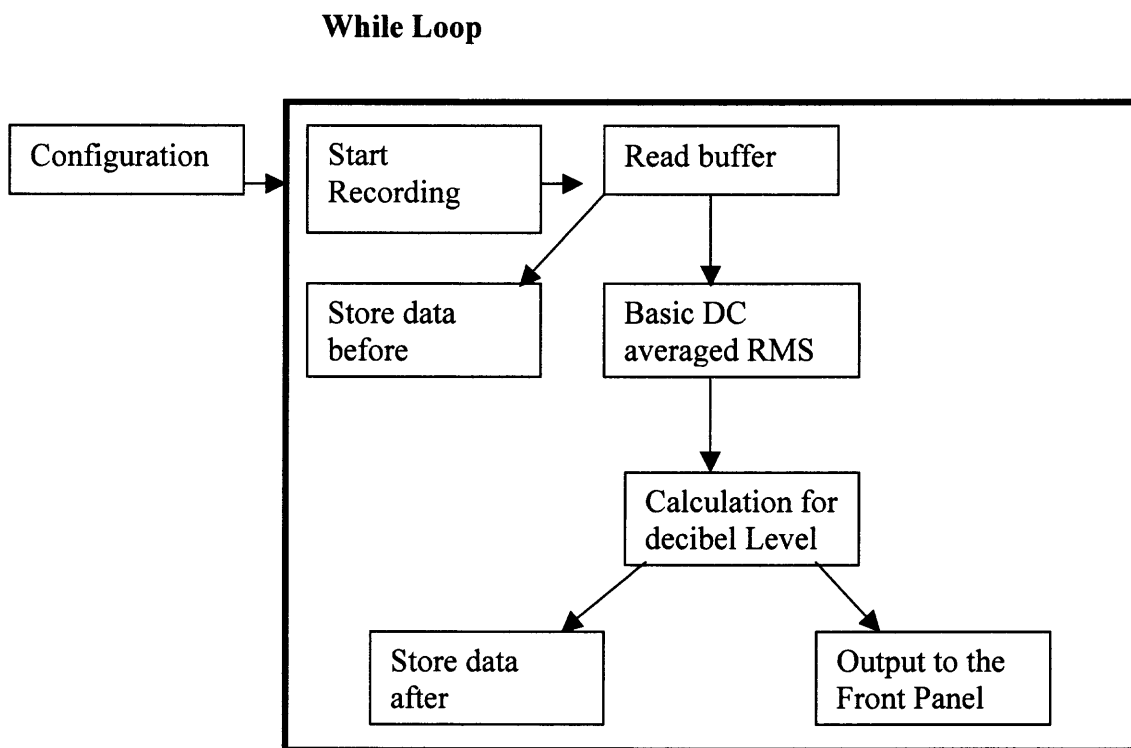 While Loop
Configuration
Start
Recording
Read buffer
Store data
before
Basic DC
averaged RMS
Calculation for
decibel Level
Store data
after
Output to the
Front Panel